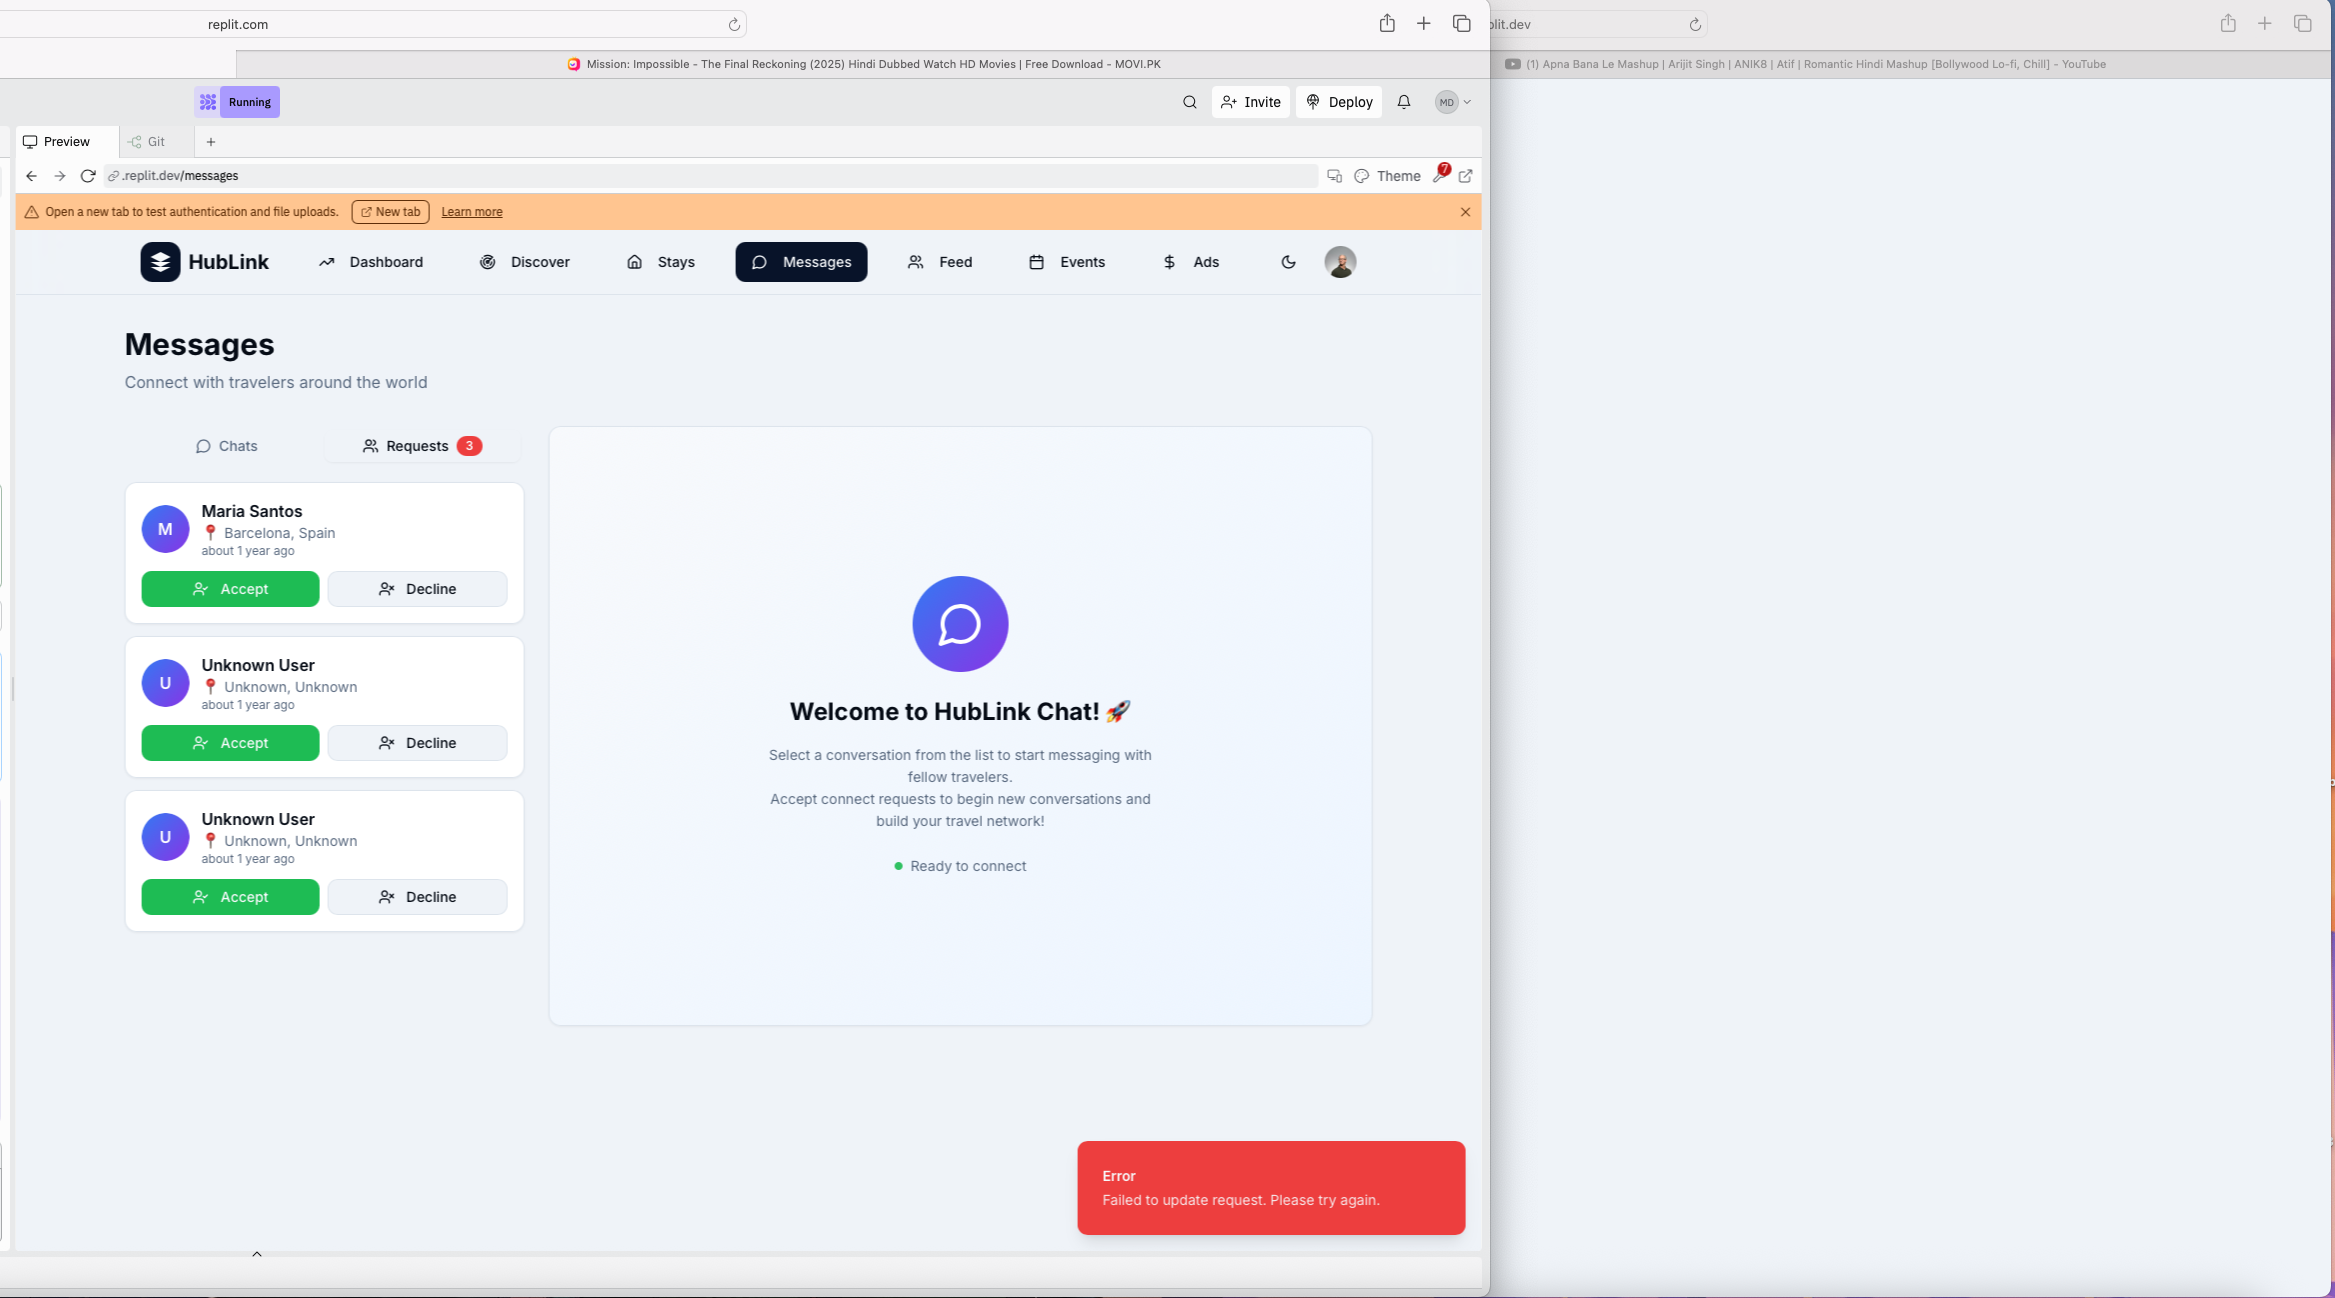 replit.com
lit.dev
Mission: Impossible - The Final Reckoning (2025) Hindi Dubbed Watch HD Movies | Free Download - MOVI.PK
(1) Apna Bana Le Mashup | Arijit Singh | ANIK8 | Atif | Romantic Hindi Mashup [Bollywood Lo-fi, Chill] - YouTube
Running
Invite
Deploy
MD
Preview
Git
.replit.dev/messages
Theme
7
Open a new tab to test authentication and file uploads.
New tab
Learn more
HubLink
Dashboard
Discover
Stays
Messages
Feed
Events
Ads
Messages
Connect with travelers around the world
Chats
Requests 3
M
Maria Santos
📍 Barcelona, Spain
about 1 year ago
Accept
Decline
U
Unknown User
📍 Unknown, Unknown
about 1 year ago
Accept
Decline
U
Unknown User
📍 Unknown, Unknown
about 1 year ago
Accept
Decline
Welcome to HubLink Chat! 🚀
Select a conversation from the list to start messaging with
fellow travelers.
Accept connect requests to begin new conversations and
build your travel network!
Ready to connect
Error
Failed to update request. Please try again.